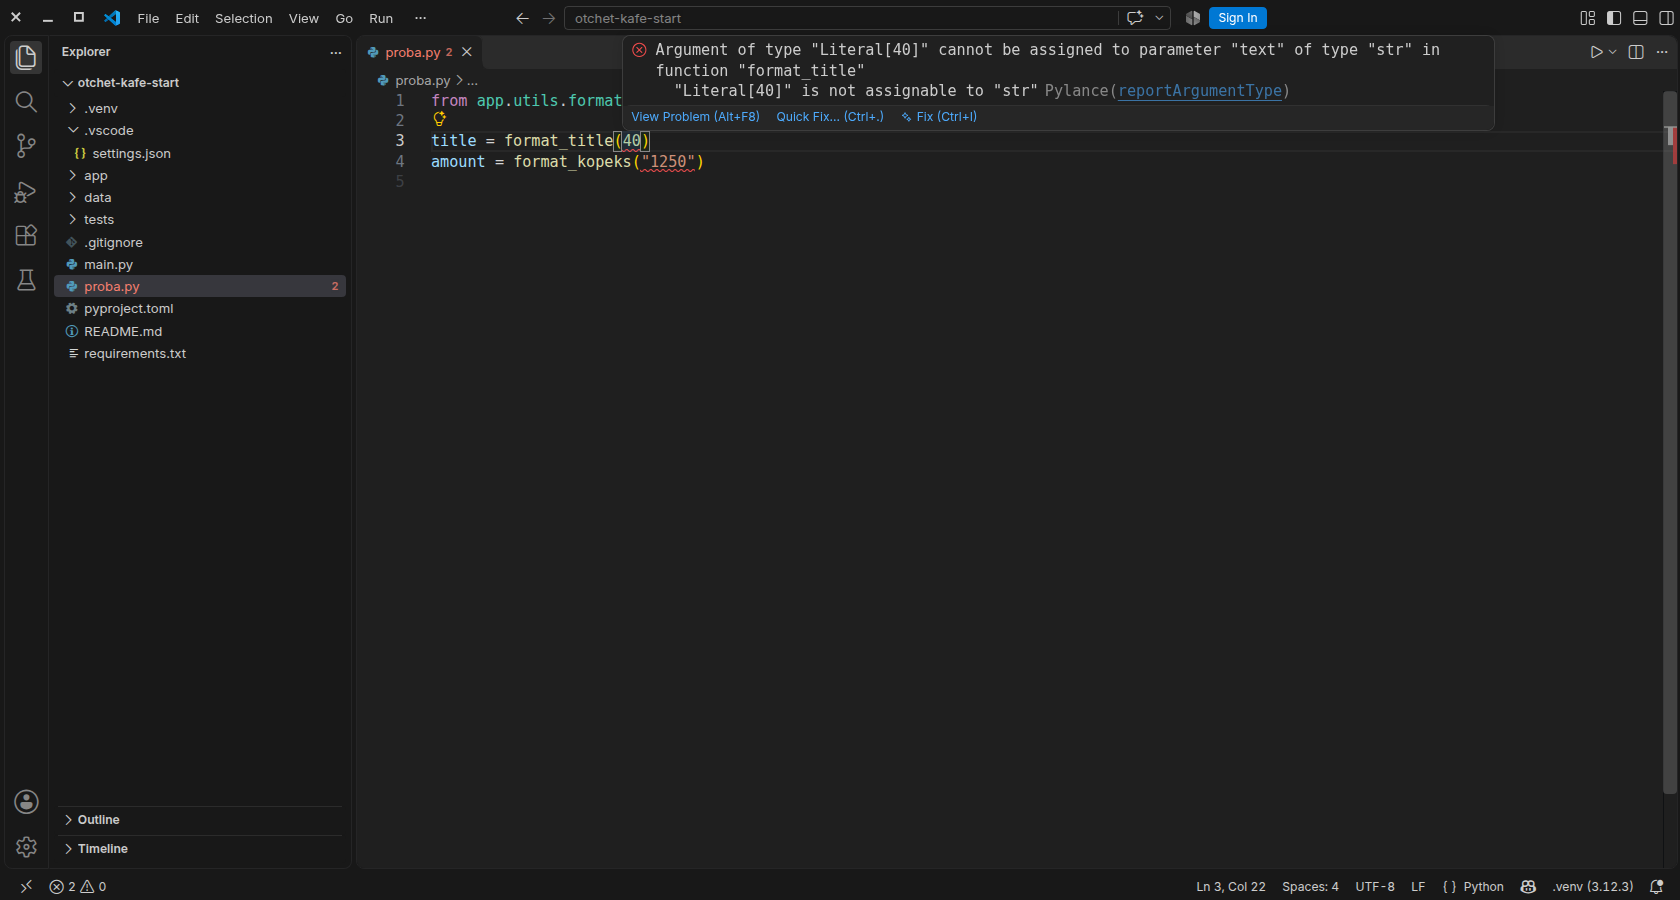 File Edit Selection View Go Run ···
otchet-kafe-start
Sign In
Explorer
otchet-kafe-start
.venv
.vscode
{} settings.json
app
data
tests
.gitignore
main.py
proba.py 2
pyproject.toml
README.md
requirements.txt
Outline
Timeline
proba.py 2
proba.py > ...
1 from app.utils.format
2
3 title = format_title(40)
4 amount = format_kopeks("1250")
5
Argument of type "Literal[40]" cannot be assigned to parameter "text" of type "str" in
function "format_title"
"Literal[40]" is not assignable to "str" Pylance(reportArgumentType)
View Problem (Alt+F8) Quick Fix... (Ctrl+.) Fix (Ctrl+I)
2 0
Ln 3, Col 22 Spaces: 4 UTF-8 LF {} Python .venv (3.12.3)